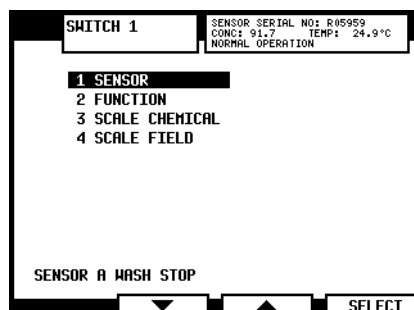 SWITCH 1
SENSOR SERIAL NO: R05959
CONC: 91.7 TEMP: 24.9°C
NORMAL OPERATION
1 SENSOR
2 FUNCTION
3 SCALE CHEMICAL
4 SCALE FIELD
SENSOR A WASH STOP
SELECT